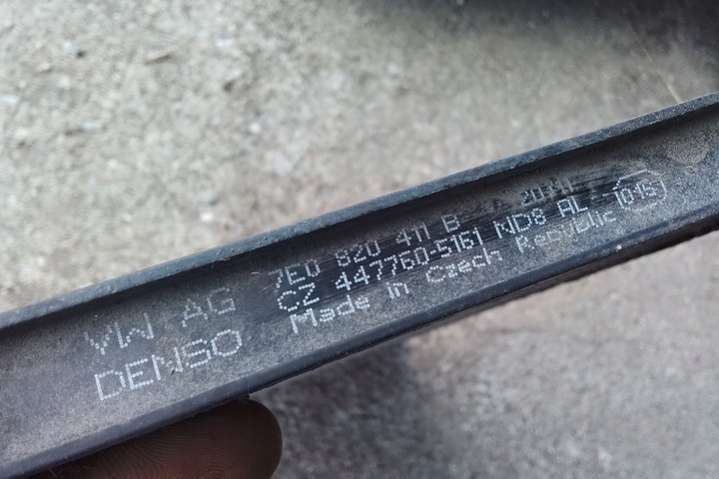 VW AG 7E0 820 411 B
DENSO CZ 447760-5161 ND8 AL
Made in Czech Republic